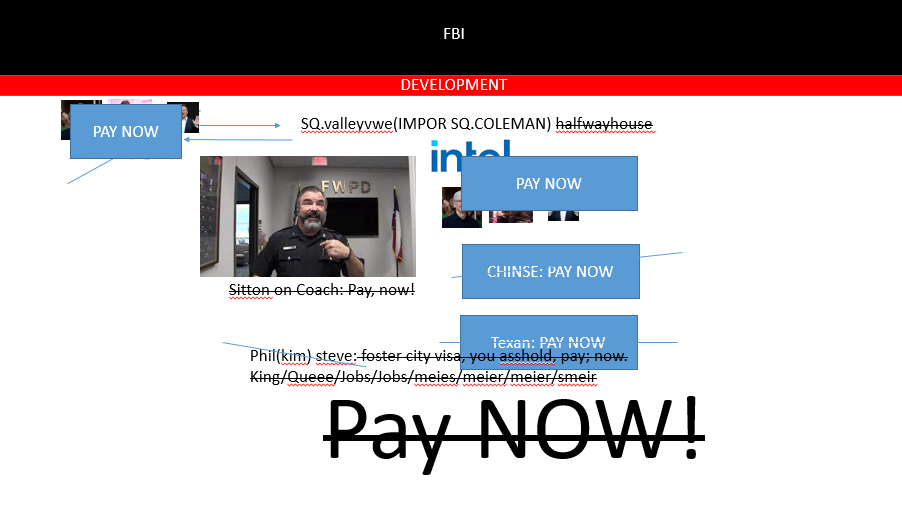 FBI
DEVELOPMENT
PAY NOW
SQ.valleyvwe(IMPOR SQ.COLEMAN) halfwayhouse
intel
PAY NOW
FWPD
CHINSE: PAY NOW
Sitton on Coach: Pay, now!
Texan: PAY NOW
Phil(kim) steve: foster city visa, you asshold, pay; now.
King/Queee/Jobs/Jobs/meies/meier/meier/smeir
Pay NOW!